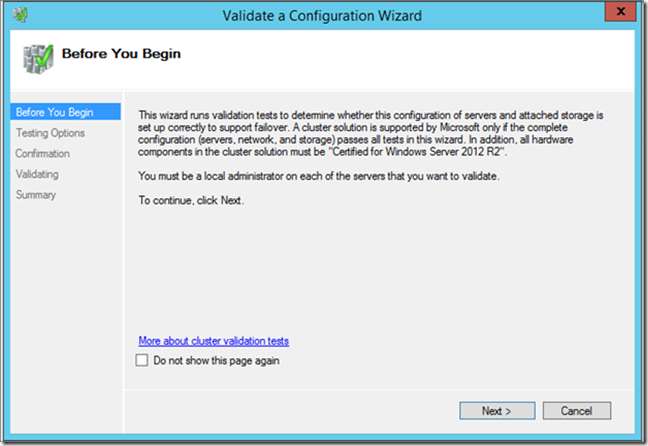 Validate a Configuration Wizard
x
Before You Begin
Before You Begin
Testing Options
Confirmation
Validating
Summary
This wizard runs validation tests to determine whether this configuration of servers and attached storage is
set up correctly to support failover. A cluster solution is supported by Microsoft only if the complete
configuration (servers, network, and storage) passes all tests in this wizard. In addition, all hardware
components in the cluster solution must be "Certified for Windows Server 2012 R2".
You must be a local administrator on each of the servers that you want to validate.
To continue, click Next.
More about cluster validation tests
Do not show this page again
Next >
Cancel